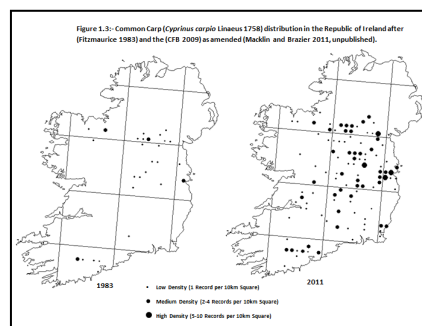 Figure 1.3:- Common Carp (Cyprinus carpio Linaeus 1758) distribution in the Republic of Ireland after
(Fitzmaurice 1983) and the (CFB 2009) as amended (Macklin and Brazier 2011, unpublished).
1983
2011
Low Density (1 Record per 10km Square)
Medium Density (2-4 Records per 10km Square)
High Density (5-10 Records per 10km Square)